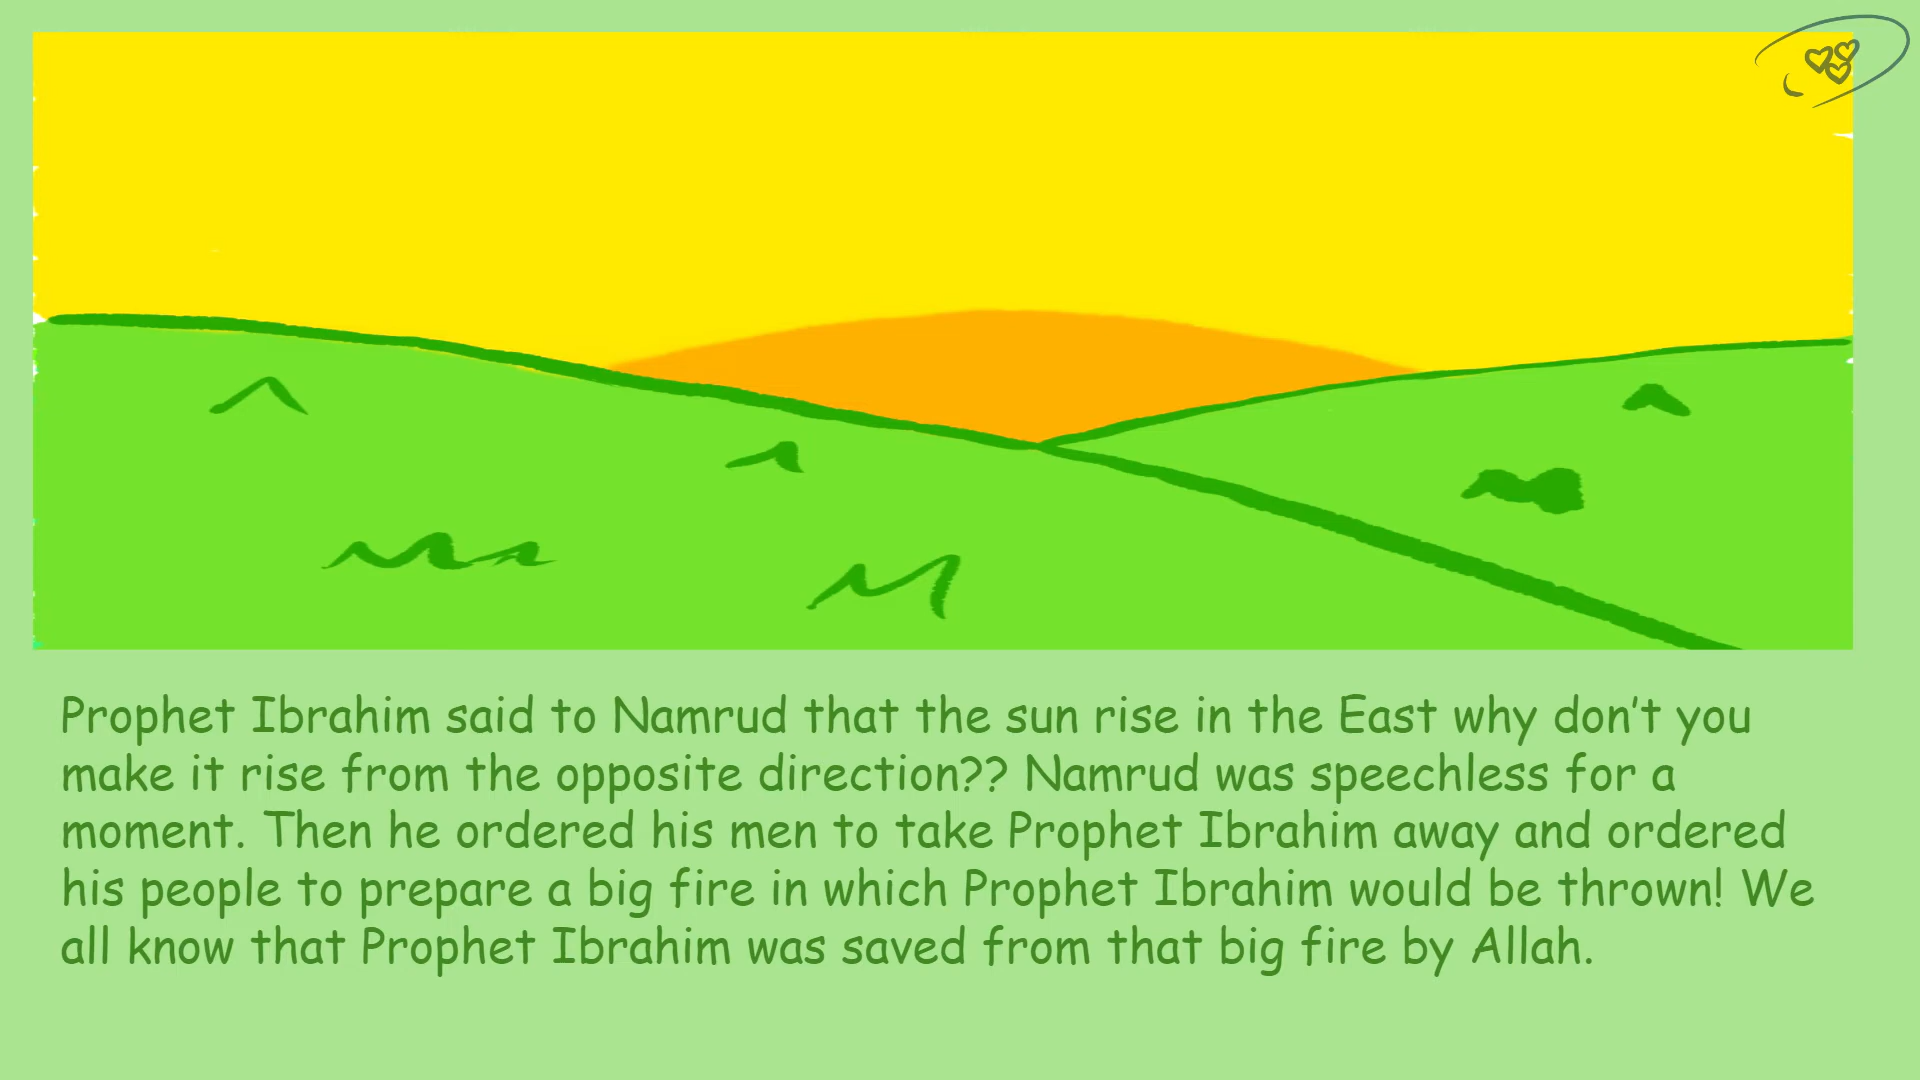 Prophet Ibrahim said to Namrud that the sun rise in the East why don’t you
make it rise from the opposite direction?? Namrud was speechless for a
moment. Then he ordered his men to take Prophet Ibrahim away and ordered
his people to prepare a big fire in which Prophet Ibrahim would be thrown! We
all know that Prophet Ibrahim was saved from that big fire by Allah.